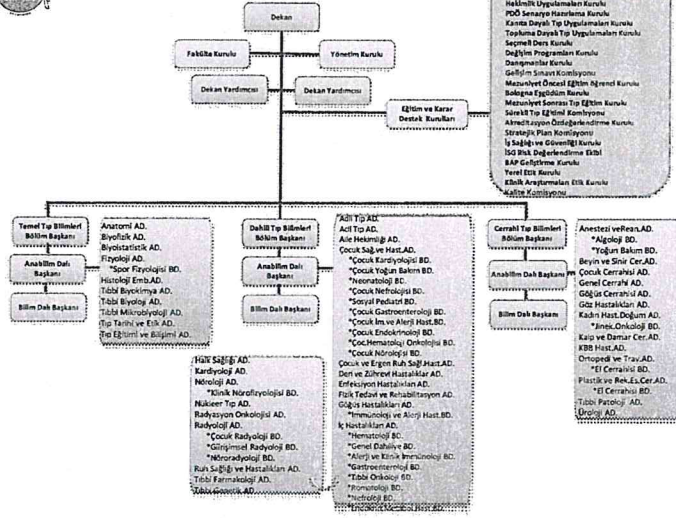 Hekimlik Uygulamaları Kurulu
PDÖ Senaryo Hazırlama Kurulu
Kanıta Dayalı Tıp Uygulamaları Kurulu
Topluma Dayalı Tıp Uygulamaları Kurulu
Seçmeli Ders Kurulu
Değişim Programları Kurulu
Danışmanlar Kurulu
Gelişim Sınavı Komisyonu
Mezuniyet Öncesi Eğitim Öğrenci Kurulu
Bologna Eşgüdüm Kurulu
Mezuniyet Sonrası Tıp Eğitim Kurulu
Sürekli Tıp Eğitimi Komisyonu
Akreditasyon Özdeğerlendirme Kurulu
Stratejik Plan Komisyonu
İş Sağlığı ve Güvenliği Kurulu
İSG Risk Değerlendirme Ekibi
BAP Geliştirme Kurulu
Yerel Etik Kurulu
Klinik Araştırmaları Etik Kurulu
Kalite Komisyonu
Dekan
Fakülte Kurulu
Yönetim Kurulu
Dekan Yardımcısı
Dekan Yardımcısı
Eğitim ve Karar
Destek Kurulları
Temel Tıp Bilimleri
Bölüm Başkanı
Anabilim Dalı
Başkanı
Bilim Dalı Başkanı
Anatomi AD.
Biyofizik AD.
Biyoistatistik AD.
Fizyoloji AD.
*Spor Fizyolojisi BD.
Histoloji Emb.AD.
Tıbbi Biyokimya AD.
Tıbbi Biyoloji AD.
Tıbbi Mikrobiyoloji AD.
Tıp Tarihi ve Etik AD.
Tıp Eğitimi ve Bilişimi AD.
Dahili Tıp Bilimleri
Bölüm Başkanı
Anabilim Dalı
Başkanı
Bilim Dalı Başkanı
Adli Tıp AD.
Acil Tıp AD.
Aile Hekimliği AD.
Çocuk Sağ.ve Hast.AD.
*Çocuk Kardiyolojisi BD.
*Çocuk Yoğun Bakım BD.
*Neonatoloji BD.
*Çocuk Nefrolojisi BD.
*Sosyal Pediatri BD.
*Çocuk Gastroenteroloji BD.
*Çocuk İm.ve Alerji Hast.BD.
*Çocuk Endokrinoloji BD.
*Çoc.Hematoloji Onkolojisi BD.
*Çocuk Nörolojisi BD.
Çocuk ve Ergen Ruh Sağl.Hast.AD.
Deri ve Zührevi Hastalıklar AD.
Enfeksiyon Hastalıkları AD.
Fizik Tedavi ve Rehabilitasyon AD.
Göğüs Hastalıkları AD.
*İmmunoloji ve Alerji Hast.BD.
İç Hastalıkları AD.
*Hematoloji BD.
*Genel Dahiliye BD.
*Alerji ve Klinik İmmünoloji BD.
*Gastroenteroloji BD.
*Tıbbi Onkoloji BD.
*Romatoloji BD.
*Nefroloji BD.
*Endokrin Metabol.Hast.BD.
Halk Sağlığı AD.
Kardiyoloji AD.
Nöroloji AD.
*Klinik Nörofizyolojisi BD.
Nükleer Tıp AD.
Radyasyon Onkolojisi AD.
Radyoloji AD.
*Çocuk Radyoloji BD.
*Girişimsel Radyoloji BD.
*Nöroradyoloji BD.
Ruh Sağlığı ve Hastalıkları AD.
Tıbbi Farmakoloji AD.
Tıbbi Genetik AD.
Cerrahi Tıp Bilimleri
Bölüm Başkanı
Anabilim Dalı Başkanı
Bilim Dalı Başkanı
Anestezi veRean.AD.
*Algoloji BD.
*Yoğun Bakım BD.
Beyin ve Sinir Cer.AD.
Çocuk Cerrahisi AD.
Genel Cerrahi AD.
Göğüs Cerrahisi AD.
Göz Hastalıkları AD.
Kadın Hast.Doğum AD.
*Jinek.Onkoloji BD.
Kalp ve Damar Cer.AD.
KBB Hast.AD.
Ortopedi ve Trav.AD.
*El Cerrahisi BD.
Plastik ve Rek.Es.Cer.AD.
*El Cerrahisi BD.
Tıbbi Patoloji AD.
Üroloji AD.